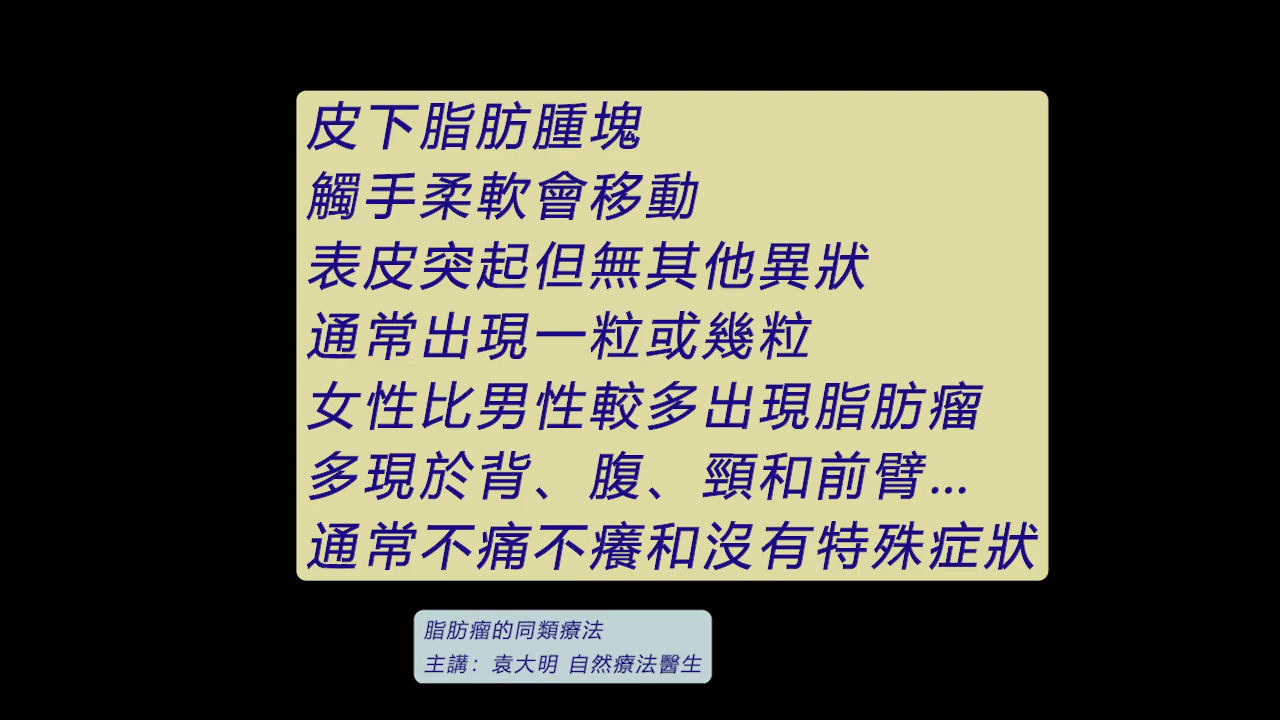 皮下脂肪腫塊
觸手柔軟會移動
表皮突起但無其他異狀
通常出現一粒或幾粒
女性比男性較多出現脂肪瘤
多現於背、腹、頸和前臂...
通常不痛不癢和沒有特殊症狀
脂肪瘤的同類療法
主講：袁大明 自然療法醫生